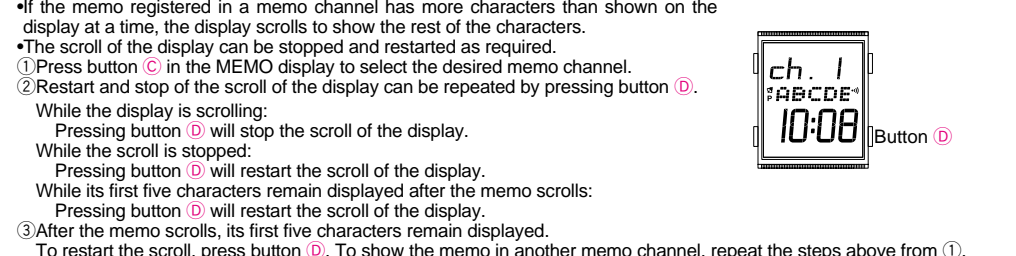 •If the memo registered in a memo channel has more characters than shown on the
display at a time, the display scrolls to show the rest of the characters.
•The scroll of the display can be stopped and restarted as required.
①Press button Ⓒ in the MEMO display to select the desired memo channel.
②Restart and stop of the scroll of the display can be repeated by pressing button Ⓓ.
While the display is scrolling:
Pressing button Ⓓ will stop the scroll of the display.
While the scroll is stopped:
Pressing button Ⓓ will restart the scroll of the display.
While its first five characters remain displayed after the memo scrolls:
Pressing button Ⓓ will restart the scroll of the display.
③After the memo scrolls, its first five characters remain displayed.
To restart the scroll, press button Ⓓ. To show the memo in another memo channel, repeat the steps above from ①.
ch. 1
P ABCDE
10:08
Button Ⓓ